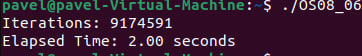 pavel@pavel-Virtual-Machine:~$ ./OS08_06
Iterations: 9174591
Elapsed Time: 2.00 seconds